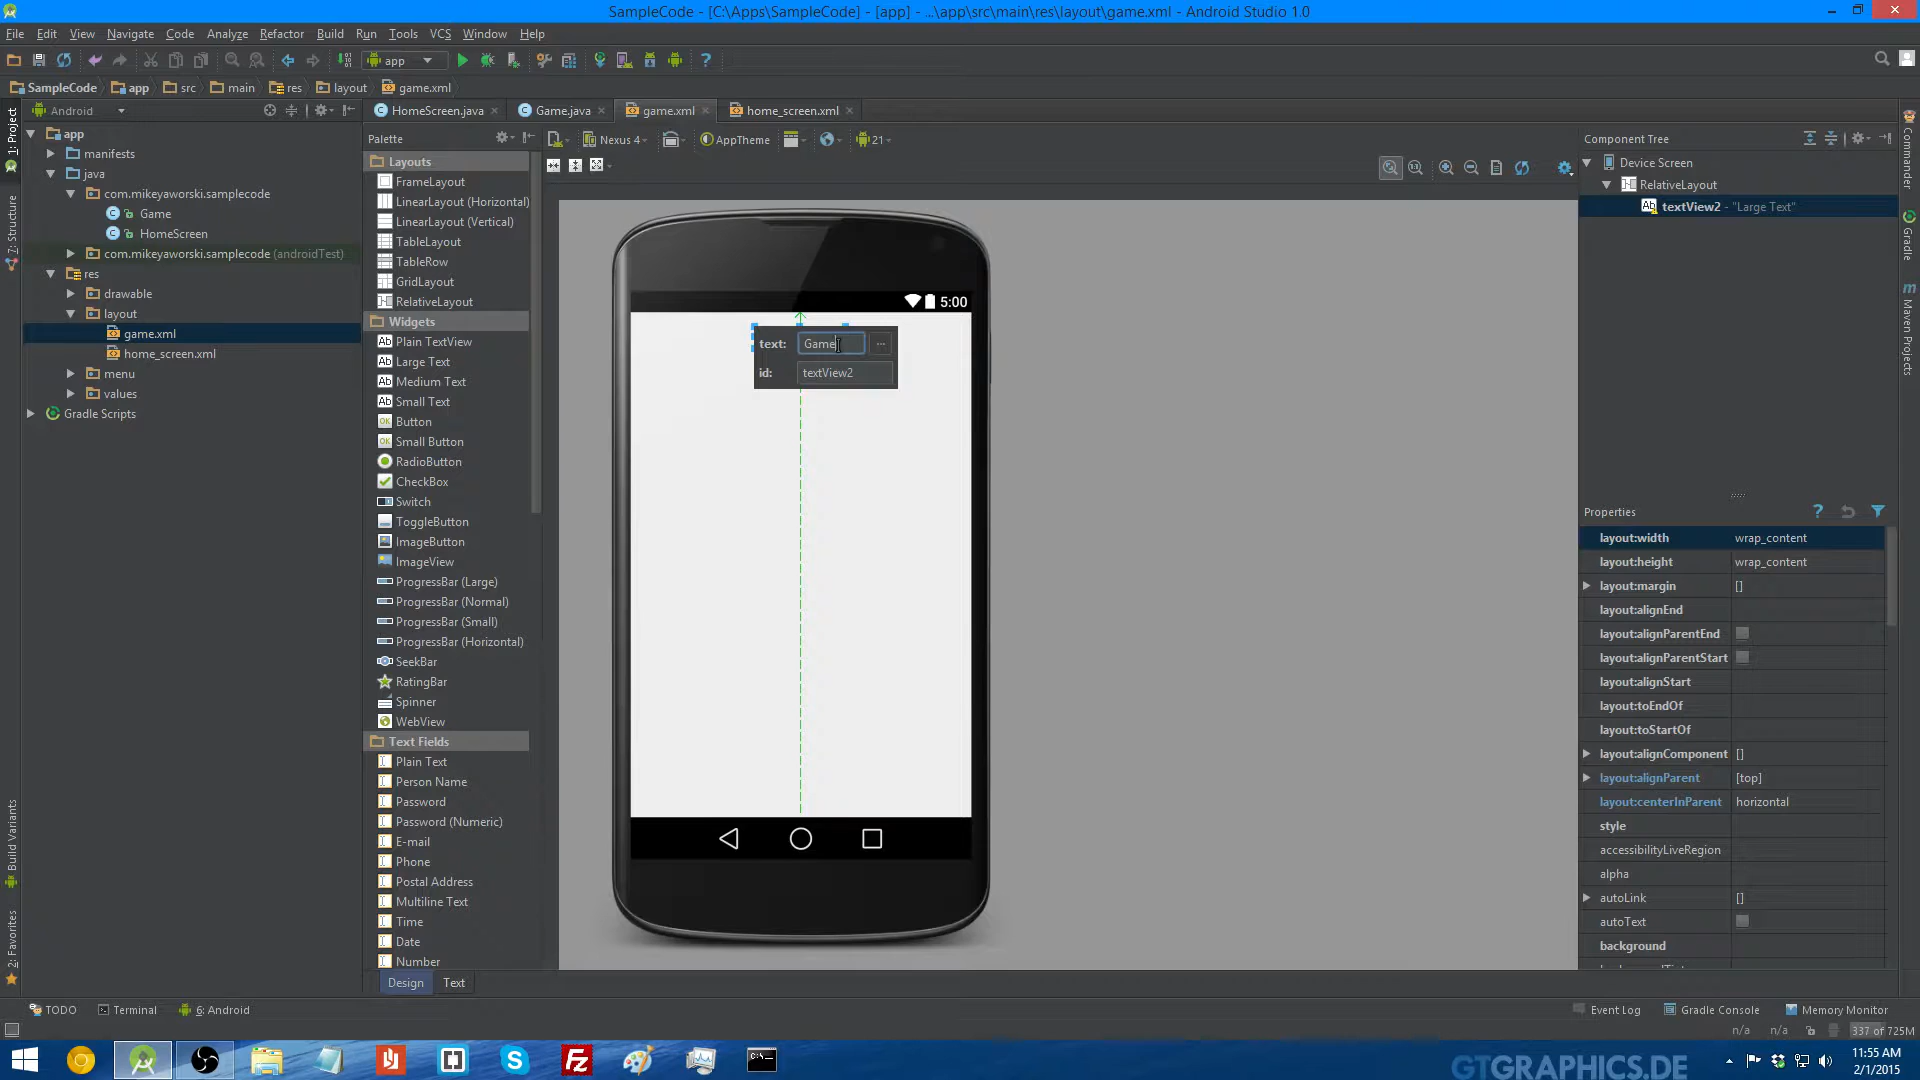 SampleCode - [C:\Apps\SampleCode] - [app] - ...\app\src\main\res\layout\game.xml - Android Studio 1.0
File Edit View Navigate Code Analyze Refactor Build Run Tools VCS Window Help
app
SampleCode app src main res layout game.xml
Android
HomeScreen.java Game.java game.xml home_screen.xml
1: Project
7: Structure
Build Variants
2: Favorites
app
manifests
java
com.mikeyaworski.samplecode
Game
HomeScreen
com.mikeyaworski.samplecode (androidTest)
res
drawable
layout
game.xml
home_screen.xml
menu
values
Gradle Scripts
Palette
Layouts
FrameLayout
LinearLayout (Horizontal)
LinearLayout (Vertical)
TableLayout
TableRow
GridLayout
RelativeLayout
Widgets
Plain TextView
Large Text
Medium Text
Small Text
Button
Small Button
RadioButton
CheckBox
Switch
ToggleButton
ImageButton
ImageView
ProgressBar (Large)
ProgressBar (Normal)
ProgressBar (Small)
ProgressBar (Horizontal)
SeekBar
RatingBar
Spinner
WebView
Text Fields
Plain Text
Person Name
Password
Password (Numeric)
E-mail
Phone
Postal Address
Multiline Text
Time
Date
Number
Design Text
Nexus 4 AppTheme 21
5:00
text: Game ...
id: textView2
Component Tree
Device Screen
RelativeLayout
textView2 - "Large Text"
Properties
layout:width wrap_content
layout:height wrap_content
layout:margin []
layout:alignEnd
layout:alignParentEnd
layout:alignParentStart
layout:alignStart
layout:toEndOf
layout:toStartOf
layout:alignComponent []
layout:alignParent [top]
layout:centerInParent horizontal
style
accessibilityLiveRegion
alpha
autoLink []
autoText
background
Commander
Gradle
Maven Projects
TODO Terminal 6: Android
Event Log Gradle Console Memory Monitor
n/a n/a 337 of 725M
GTGRAPHICS.DE
11:55 AM
2/1/2015